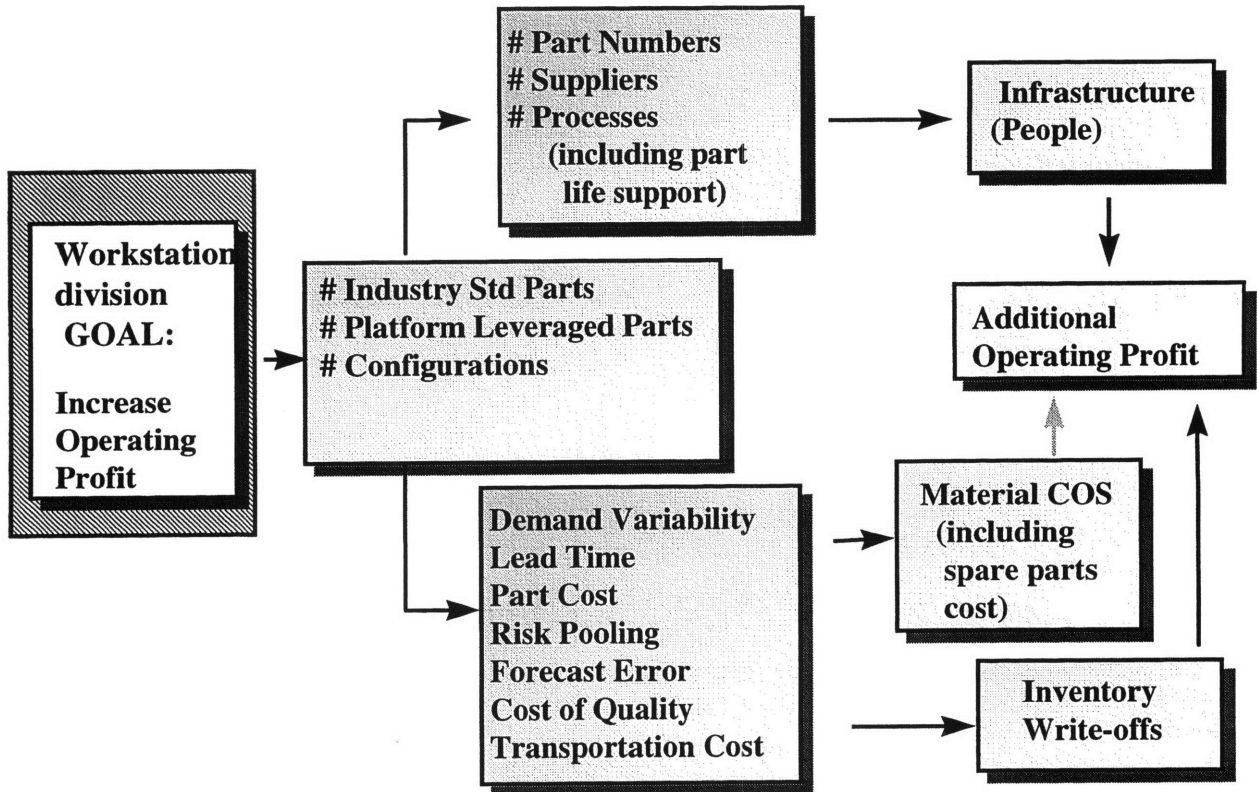 Workstation
division
GOAL:
Increase
Operating
Profit
# Industry Std Parts
# Platform Leveraged Parts
# Configurations
# Part Numbers
# Suppliers
# Processes
(including part
life support)
Infrastructure
(People)
Demand Variability
Lead Time
Part Cost
Risk Pooling
Forecast Error
Cost of Quality
Transportation Cost
Material COS
(including
spare parts
cost)
Inventory
Write-offs
Additional
Operating Profit